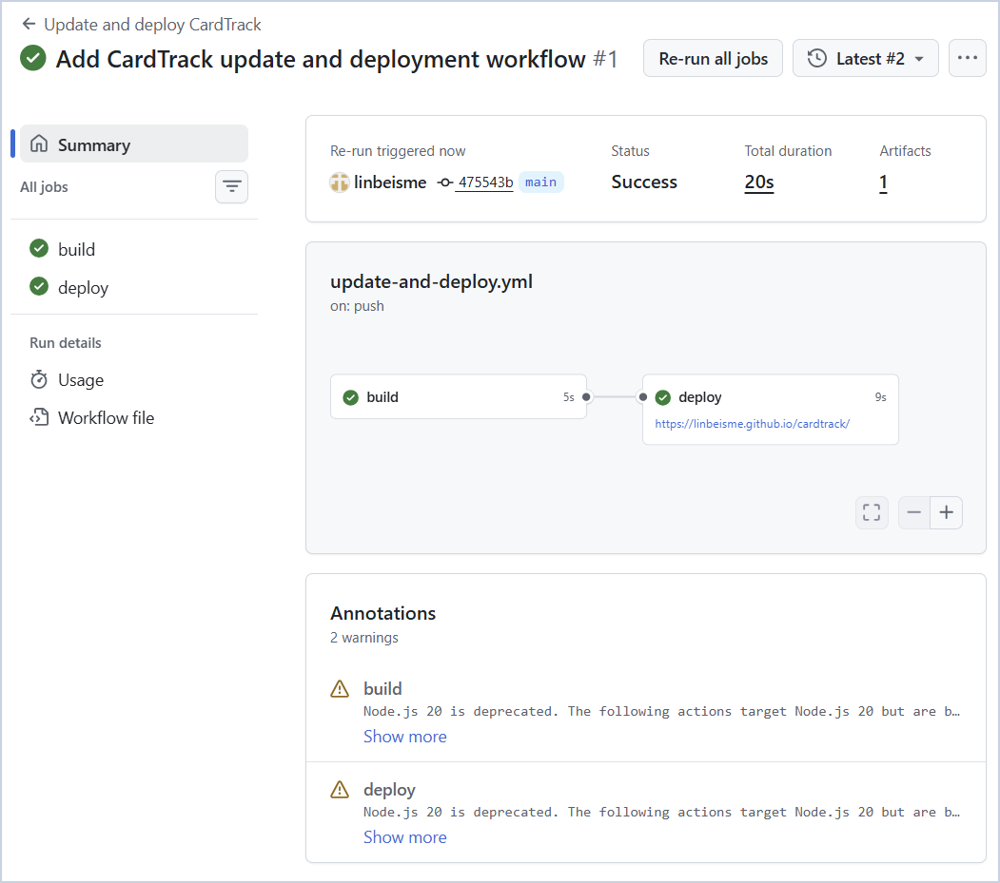 Update and deploy CardTrack
Add CardTrack update and deployment workflow #1
Re-run all jobs
Latest #2
Summary
All jobs
build
deploy
Run details
Usage
Workflow file
Re-run triggered now
linbeisme 475543b main
Status
Success
Total duration
20s
Artifacts
1
update-and-deploy.yml
on: push
build 5s
deploy 9s
https://linbeisme.github.io/cardtrack/
Annotations
2 warnings
build
Node.js 20 is deprecated. The following actions target Node.js 20 but are b…
Show more
deploy
Node.js 20 is deprecated. The following actions target Node.js 20 but are b…
Show more